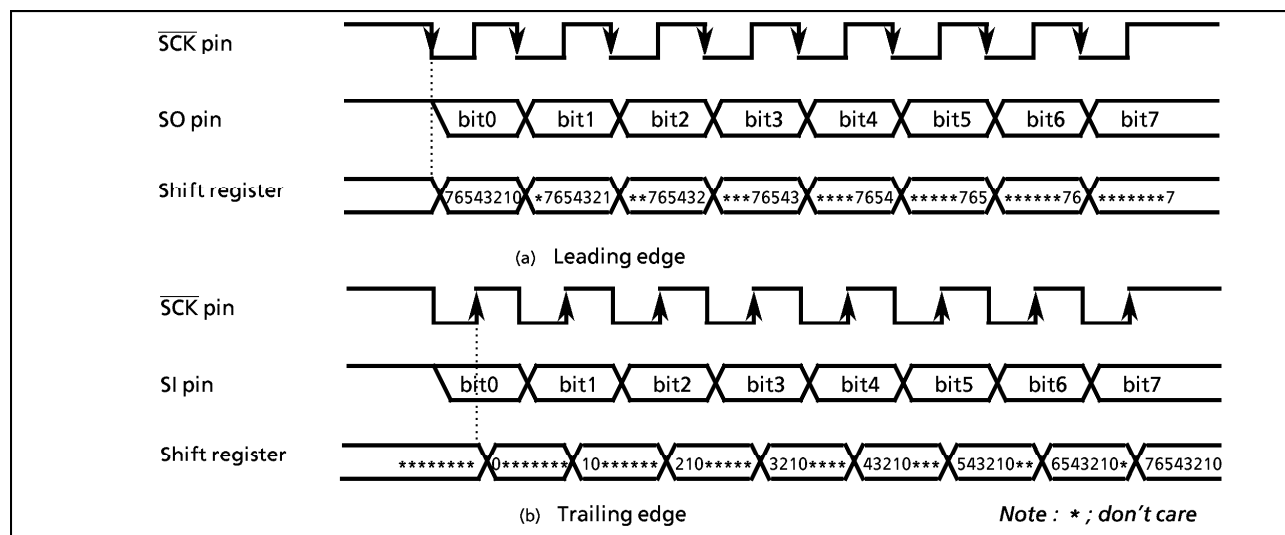 SCK pin
SO pin
bit0 bit1 bit2 bit3 bit4 bit5 bit6 bit7
Shift register
76543210 *7654321 **765432 ***76543 ****7654 *****765 ******76 *******7
(a) Leading edge
SCK pin
SI pin
bit0 bit1 bit2 bit3 bit4 bit5 bit6 bit7
Shift register
******** 0******* 10****** 210***** 3210**** 43210*** 543210** 6543210* 76543210
(b) Trailing edge
Note : * ; don't care